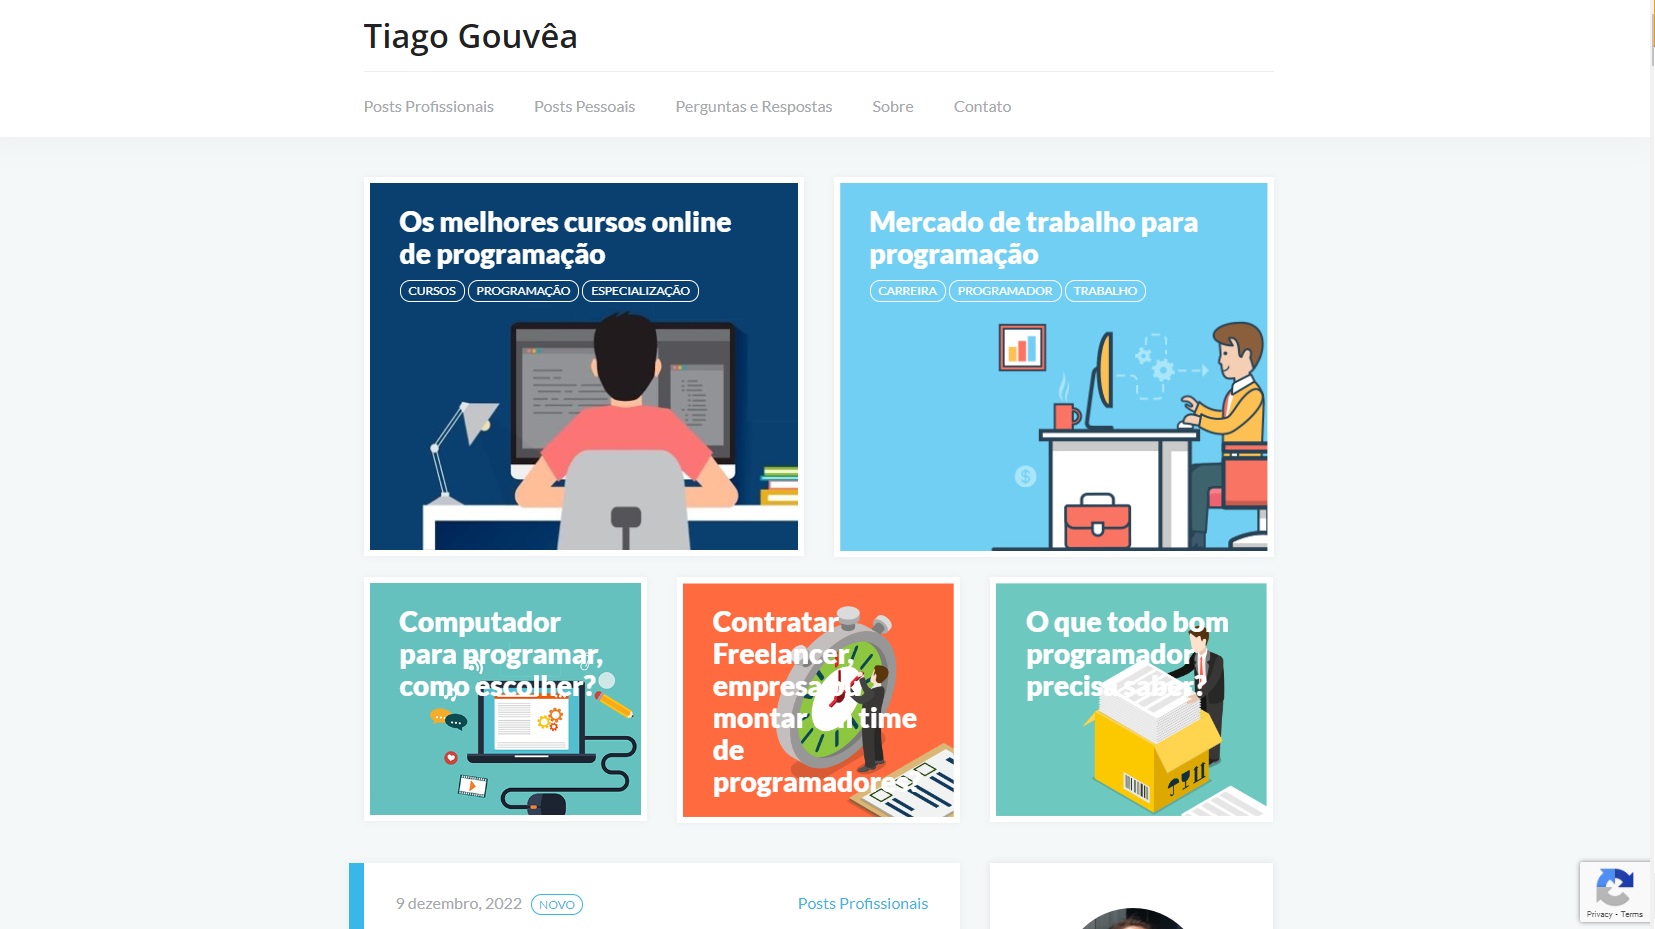 Tiago Gouvêa
Posts Profissionais Posts Pessoais Perguntas e Respostas Sobre Contato
Os melhores cursos online
de programação
CURSOS PROGRAMAÇÃO ESPECIALIZAÇÃO
Mercado de trabalho para
programação
CARREIRA PROGRAMADOR TRABALHO
Computador
para programar,
como escolher?
Contratar
Freelancer,
empresa ou
montar um time
de
programadores?
O que todo bom
programador
precisa saber?
9 dezembro, 2022 NOVO Posts Profissionais
Privacy - Terms